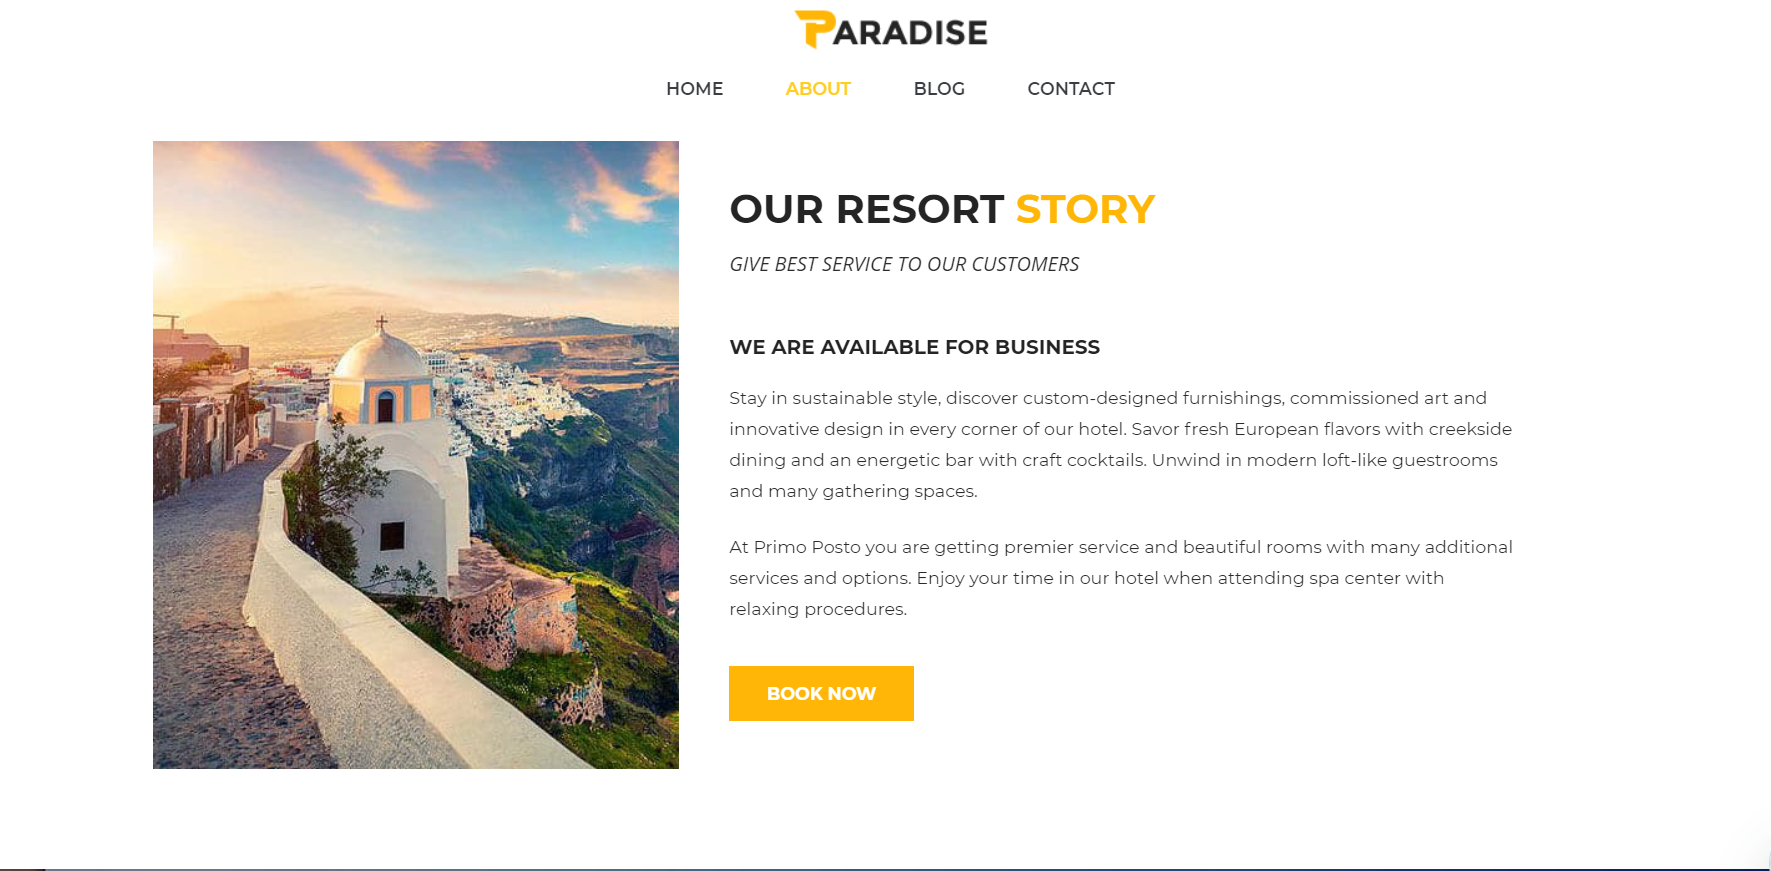 PARADISE
HOME ABOUT BLOG CONTACT
OUR RESORT STORY
GIVE BEST SERVICE TO OUR CUSTOMERS
WE ARE AVAILABLE FOR BUSINESS
Stay in sustainable style, discover custom-designed furnishings, commissioned art and
innovative design in every corner of our hotel. Savor fresh European flavors with creekside
dining and an energetic bar with craft cocktails. Unwind in modern loft-like guestrooms
and many gathering spaces.
At Primo Posto you are getting premier service and beautiful rooms with many additional
services and options. Enjoy your time in our hotel when attending spa center with
relaxing procedures.
BOOK NOW